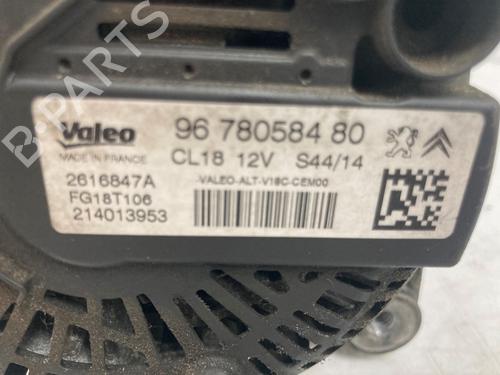 B-PARTS
Valeo
MADE IN FRANCE
96 780584 80
CL18 12V S44/14
2616847A
FG18T106
214013953
-VALEO-ALT-V18C-CEM00